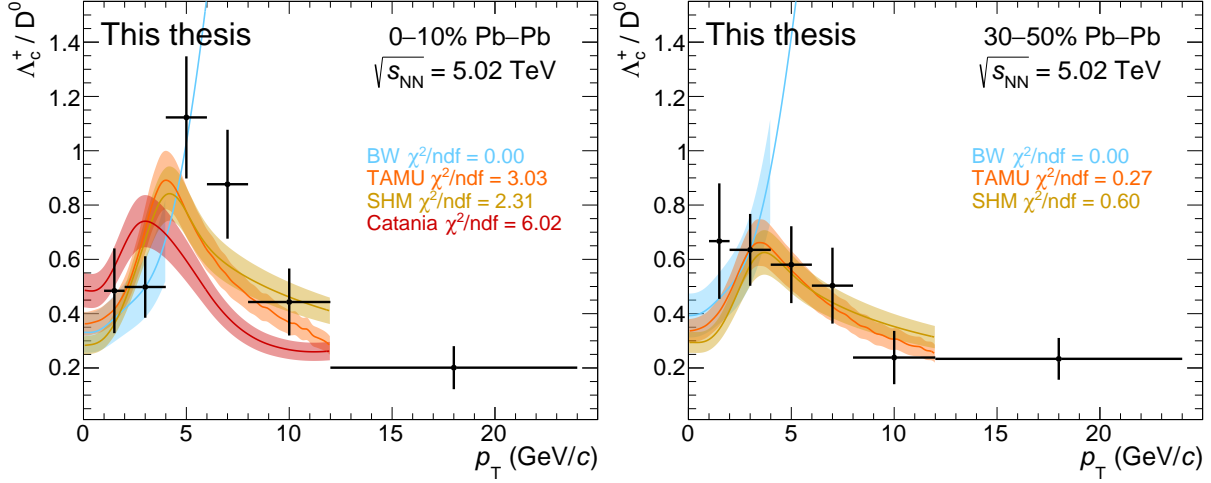 Λc+ / D0
This thesis
0–10% Pb–Pb
√sNN = 5.02 TeV
BW χ2/ndf = 0.00
TAMU χ2/ndf = 3.03
SHM χ2/ndf = 2.31
Catania χ2/ndf = 6.02
1.4
1.2
1
0.8
0.6
0.4
0.2
0 5 10 15 20
pT (GeV/c)
Λc+ / D0
This thesis
30–50% Pb–Pb
√sNN = 5.02 TeV
BW χ2/ndf = 0.00
TAMU χ2/ndf = 0.27
SHM χ2/ndf = 0.60
1.4
1.2
1
0.8
0.6
0.4
0.2
0 5 10 15 20
pT (GeV/c)